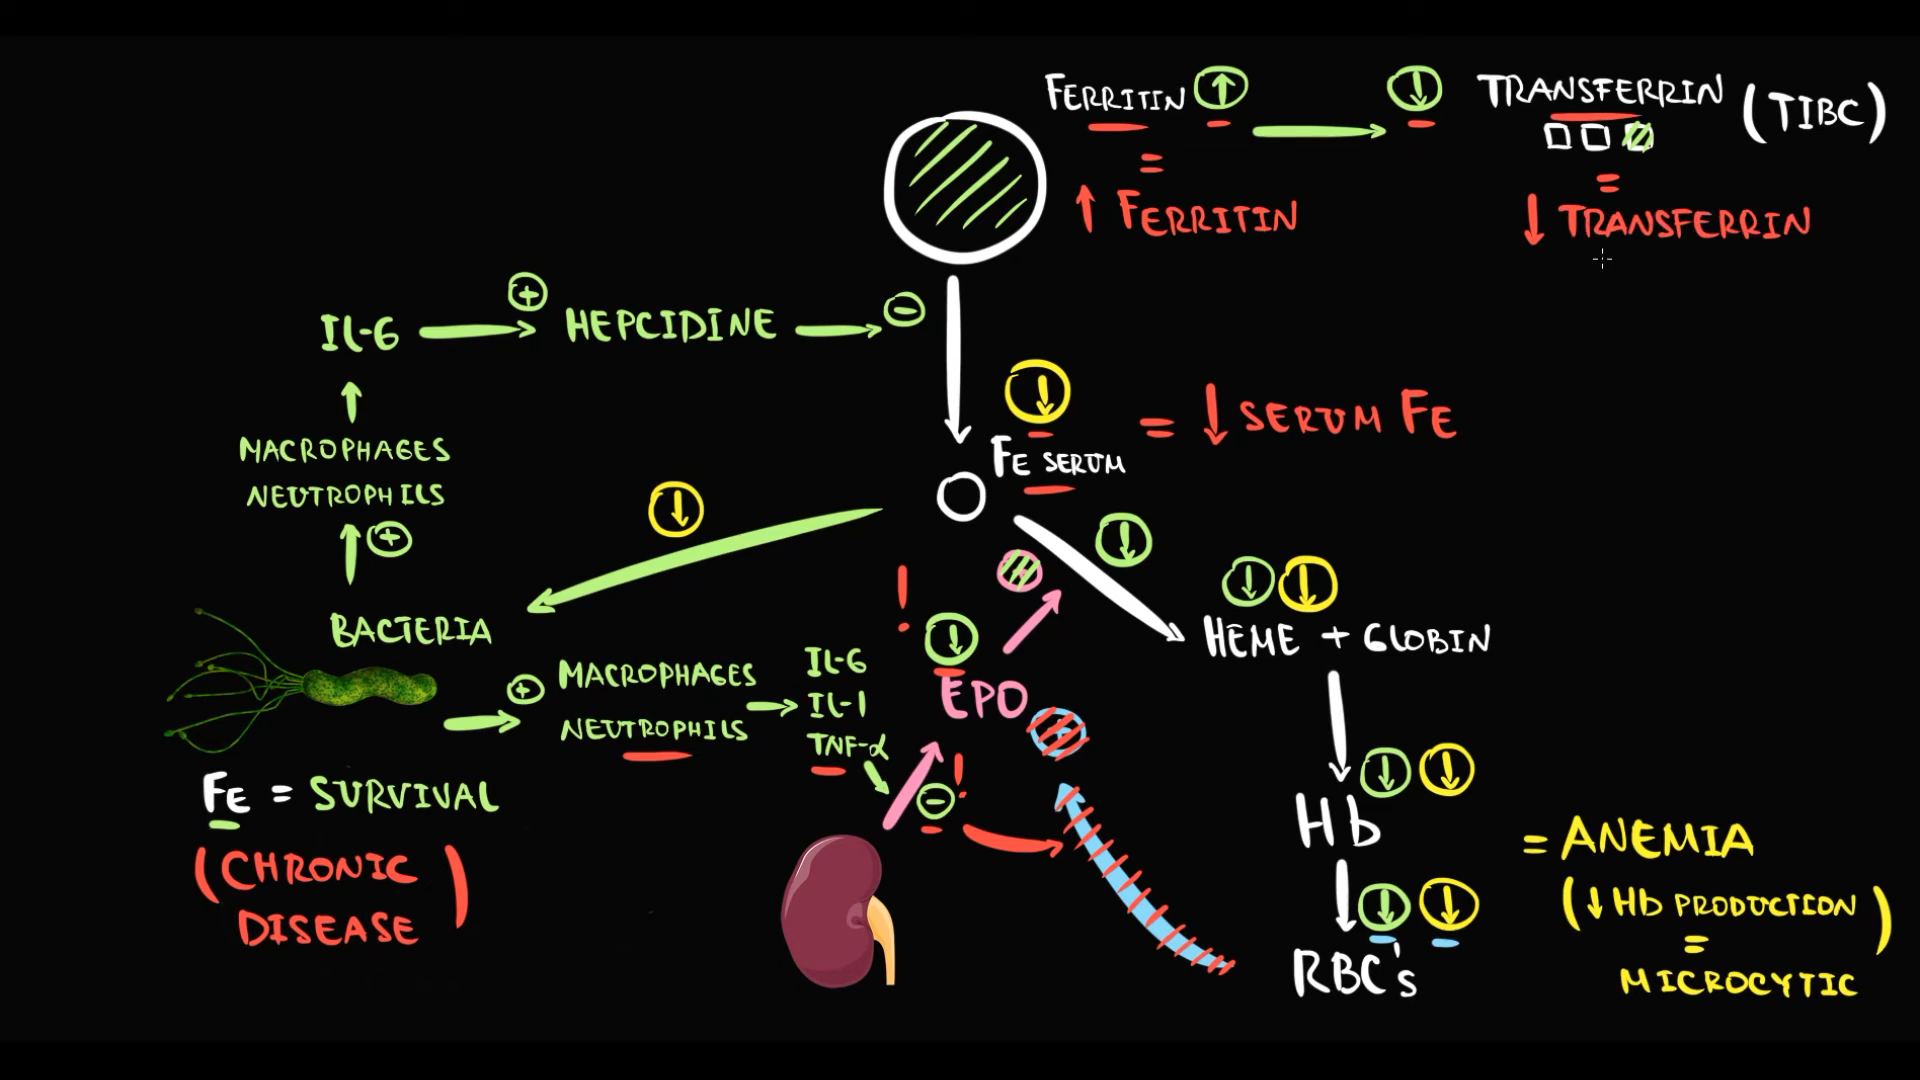 FERRITIN ↑ → ↓ TRANSFERRIN (TIBC)
= =
↑ FERRITIN ↓ TRANSFERRIN
IL-6 → + HEPCIDINE → -
MACROPHAGES
NEUTROPHILS
+
↓
FE SERUM = ↓ SERUM FE
↓
↓
BACTERIA
! ↓
EPO
↓ ↓
HEME + GLOBIN
+ MACROPHAGES
NEUTROPHILS
IL-6
IL-1
TNF-α
- !
FE = SURVIVAL
(CHRONIC
DISEASE)
↓ ↓
Hb
↓ ↓
RBC's
= ANEMIA
(↓ Hb PRODUCTION)
=
MICROCYTIC